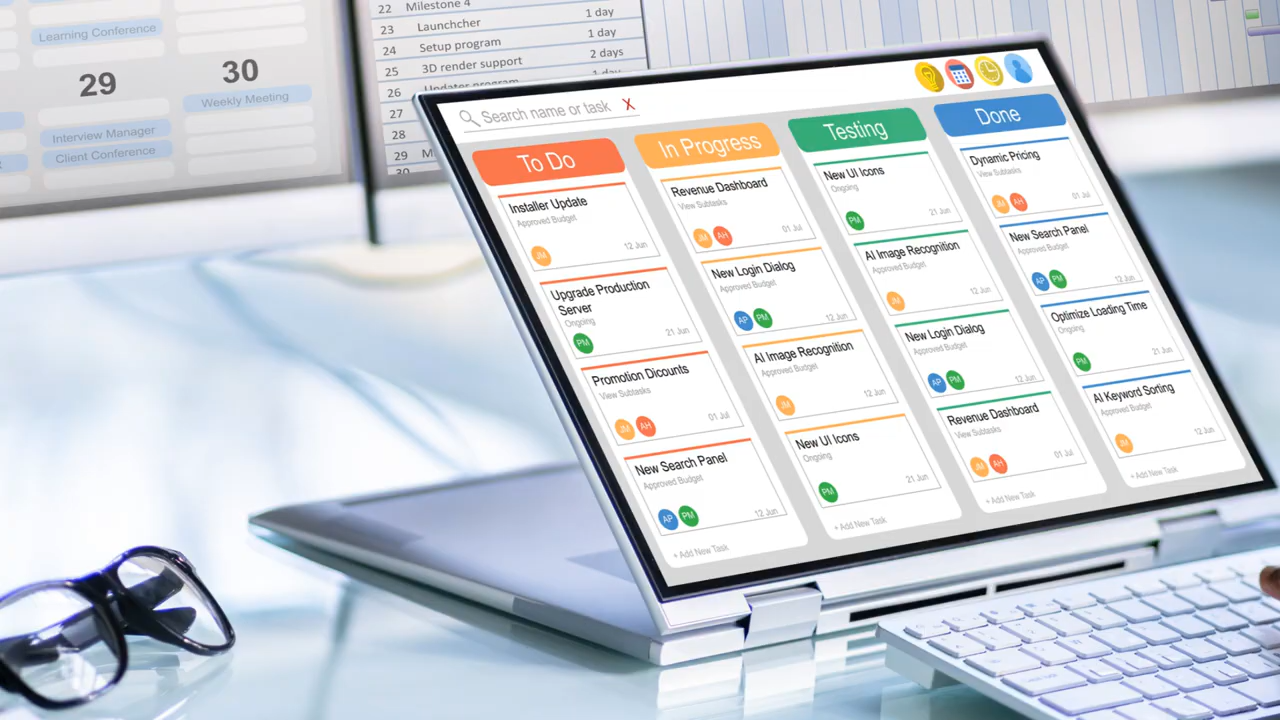 Learning Conference
29
30
Weekly Meeting
Interview Manager
Client Conference
22 Milestone 4
23 Launchcher 1 day
24 Setup program 1 day
25 3D render support 2 days
26 Updater program 1 day
27
28
29 M
30
Search name or task X
To Do
Installer Update
Approved Budget
JM 12 Jun
Upgrade Production
Server
Ongoing
PM 21 Jun
Promotion Dicounts
View Subtasks
JM AH 01 Jul
New Search Panel
Approved Budget
AP PM 12 Jun
+ Add New Task
In Progress
Revenue Dashboard
View Subtasks
JM AH 01 Jul
New Login Dialog
Approved Budget
AP PM 12 Jun
AI Image Recognition
Approved Budget
JM 12 Jun
New UI Icons
Ongoing
PM 21 Jun
+ Add New Task
Testing
New UI Icons
Ongoing
PM 21 Jun
AI Image Recognition
Approved Budget
JM 12 Jun
New Login Dialog
Approved Budget
AP PM 12 Jun
Revenue Dashboard
View Subtasks
JM AH 01 Jul
+ Add New Task
Done
Dynamic Pricing
View Subtasks
JM AH 01 Jul
New Search Panel
Approved Budget
AP PM 12 Jun
Optimize Loading Time
Ongoing
PM 21 Jun
AI Keyword Sorting
Approved Budget
JM 12 Jun
+ Add New Task